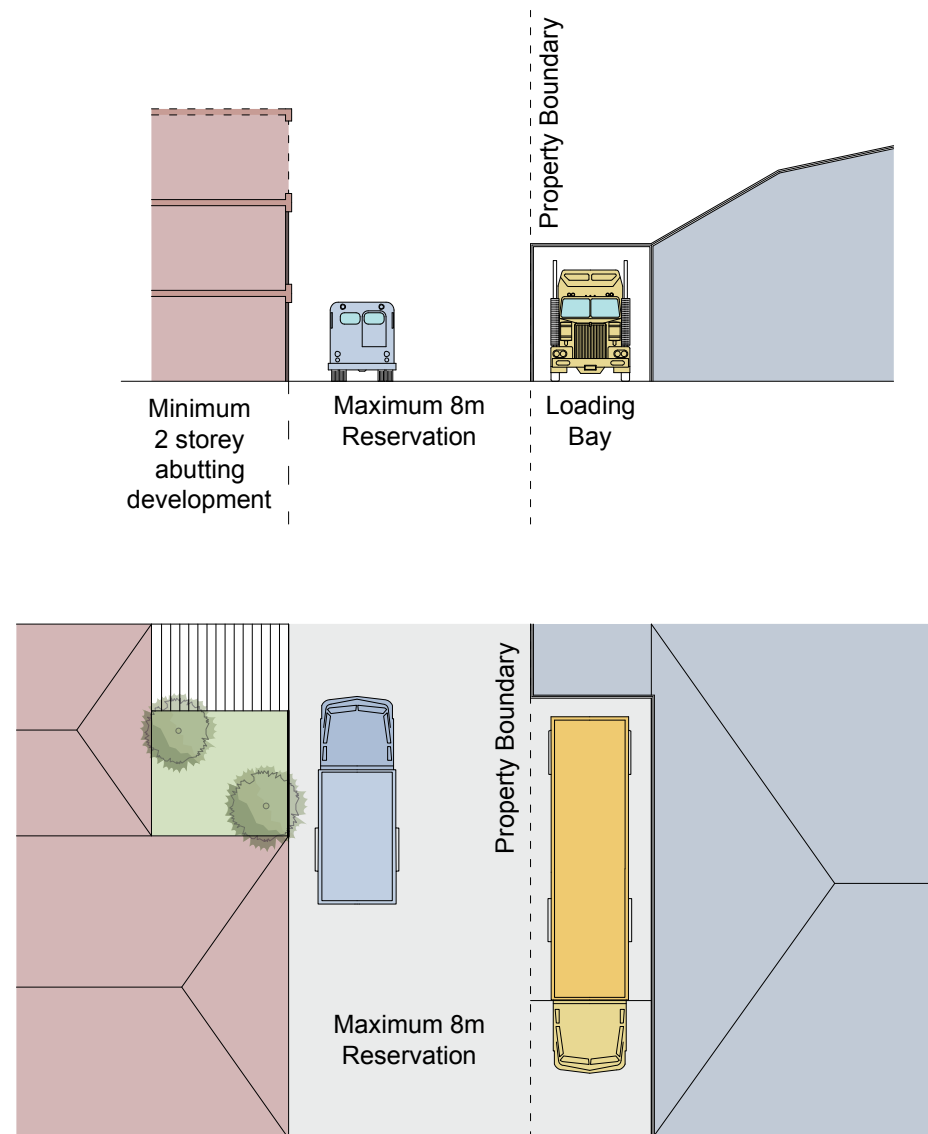 Property Boundary
Minimum
2 storey
abutting
development
Maximum 8m
Reservation
Loading
Bay
Property Boundary
Maximum 8m
Reservation